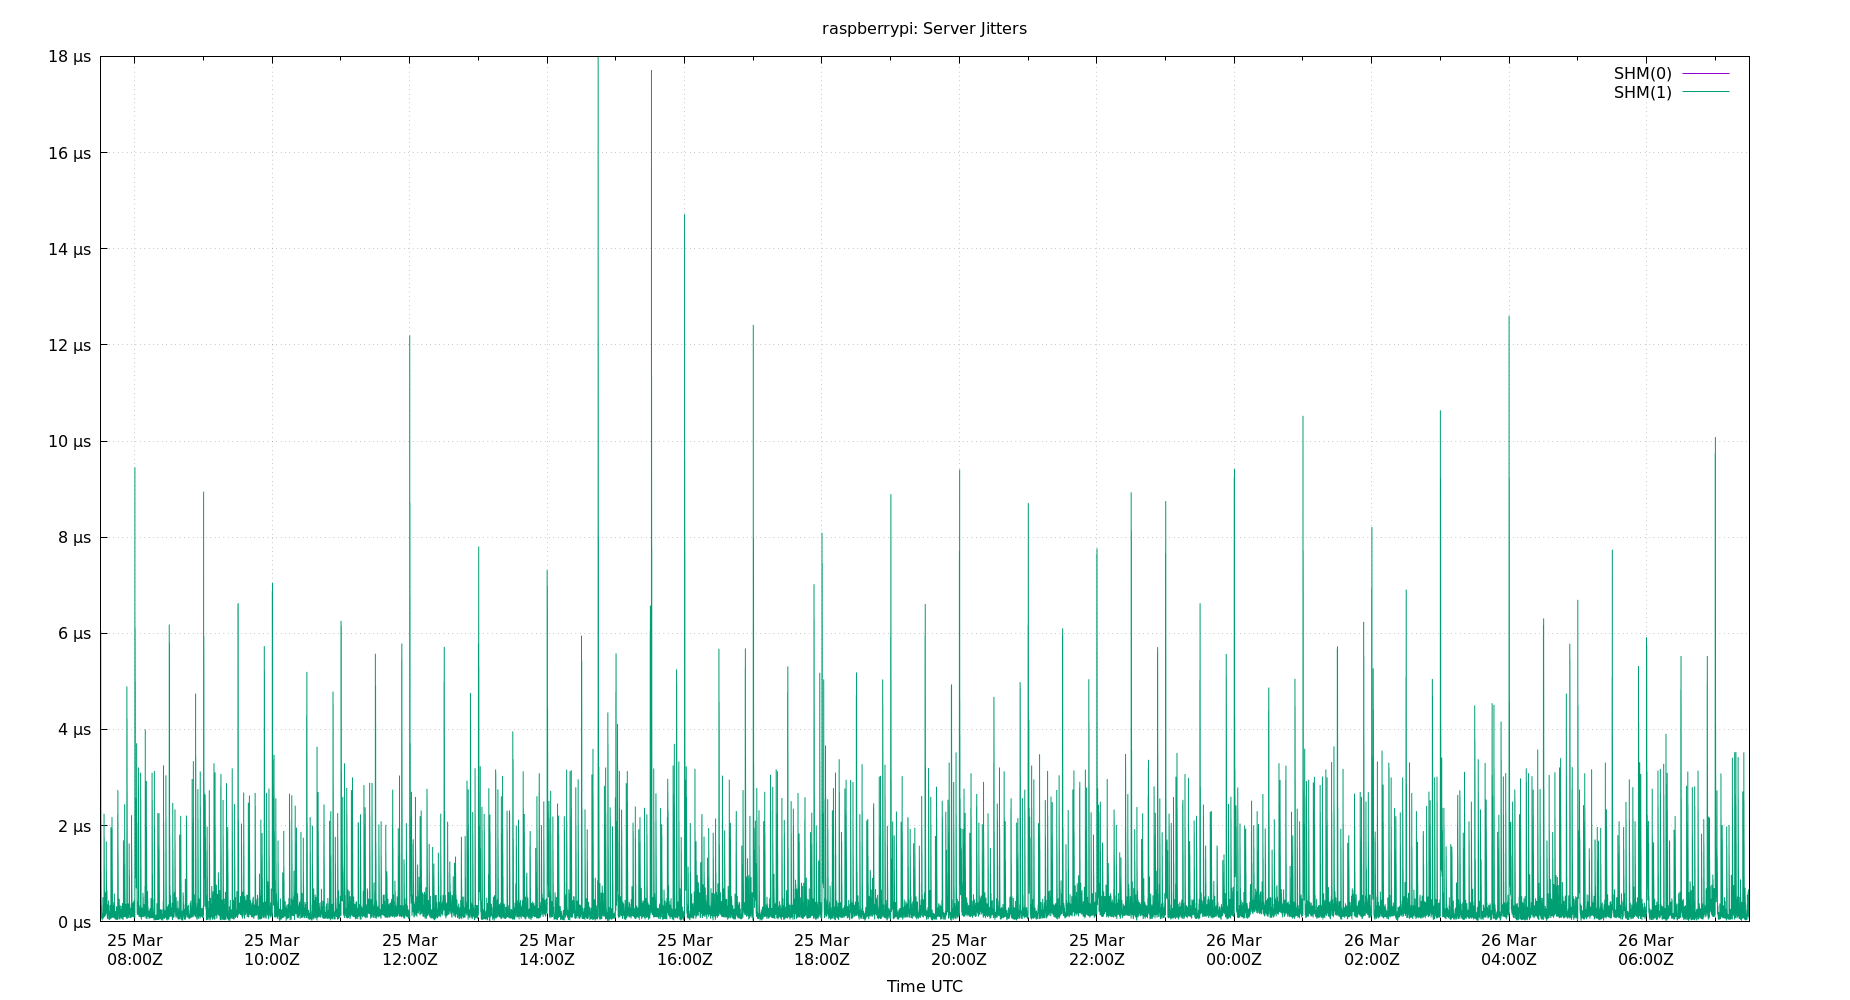 raspberrypi: Server Jitters
18 µs
16 µs
14 µs
12 µs
10 µs
8 µs
6 µs
4 µs
2 µs
0 µs
SHM(0)
SHM(1)
25 Mar 25 Mar 25 Mar 25 Mar 25 Mar 25 Mar 25 Mar 25 Mar 26 Mar 26 Mar 26 Mar 26 Mar
08:00Z 10:00Z 12:00Z 14:00Z 16:00Z 18:00Z 20:00Z 22:00Z 00:00Z 02:00Z 04:00Z 06:00Z
Time UTC